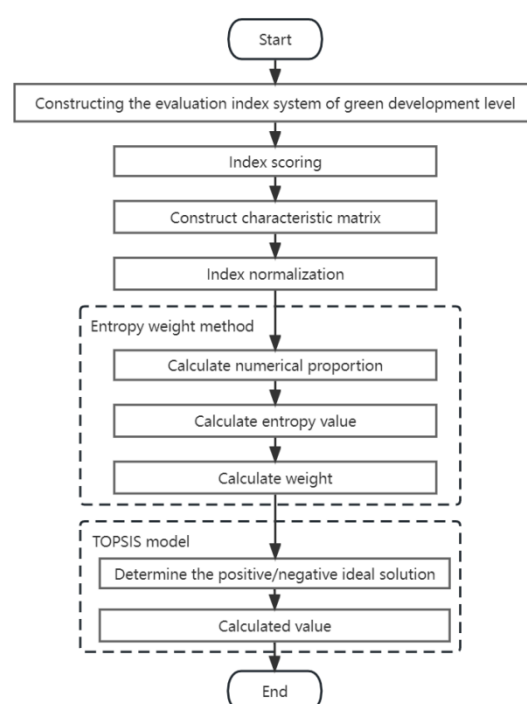 Start
Constructing the evaluation index system of green development level
Index scoring
Construct characteristic matrix
Index normalization
Entropy weight method
Calculate numerical proportion
Calculate entropy value
Calculate weight
TOPSIS model
Determine the positive/negative ideal solution
Calculated value
End